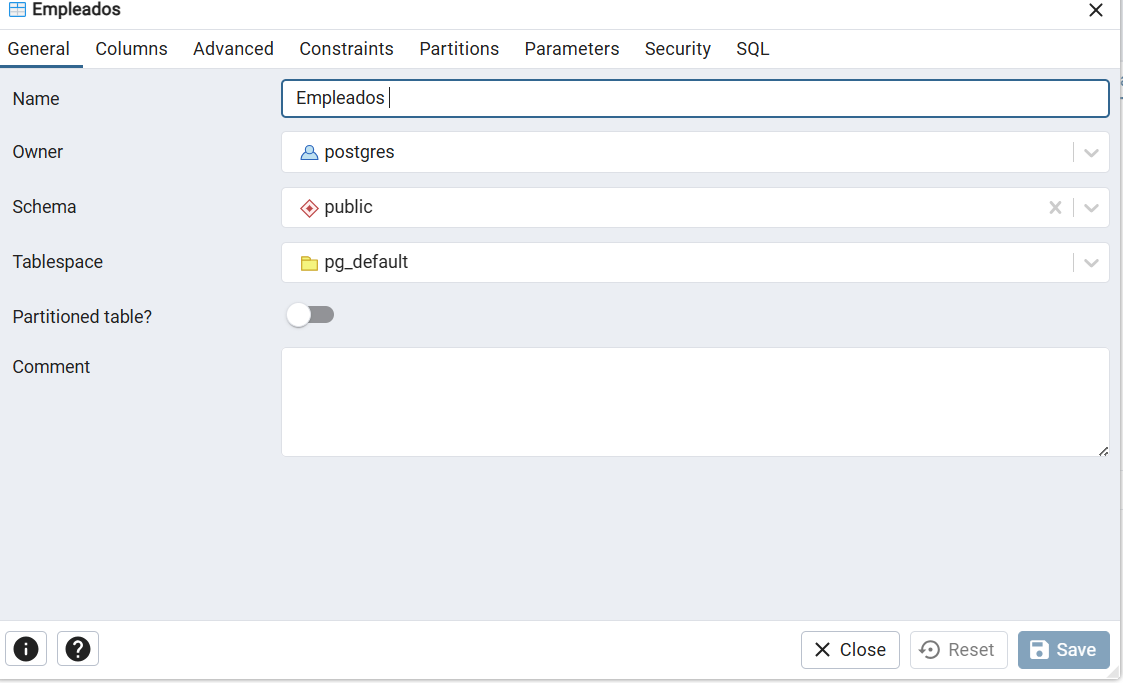 Empleados
General Columns Advanced Constraints Partitions Parameters Security SQL
Name Empleados
Owner postgres
Schema public
Tablespace pg_default
Partitioned table?
Comment
Close Reset Save